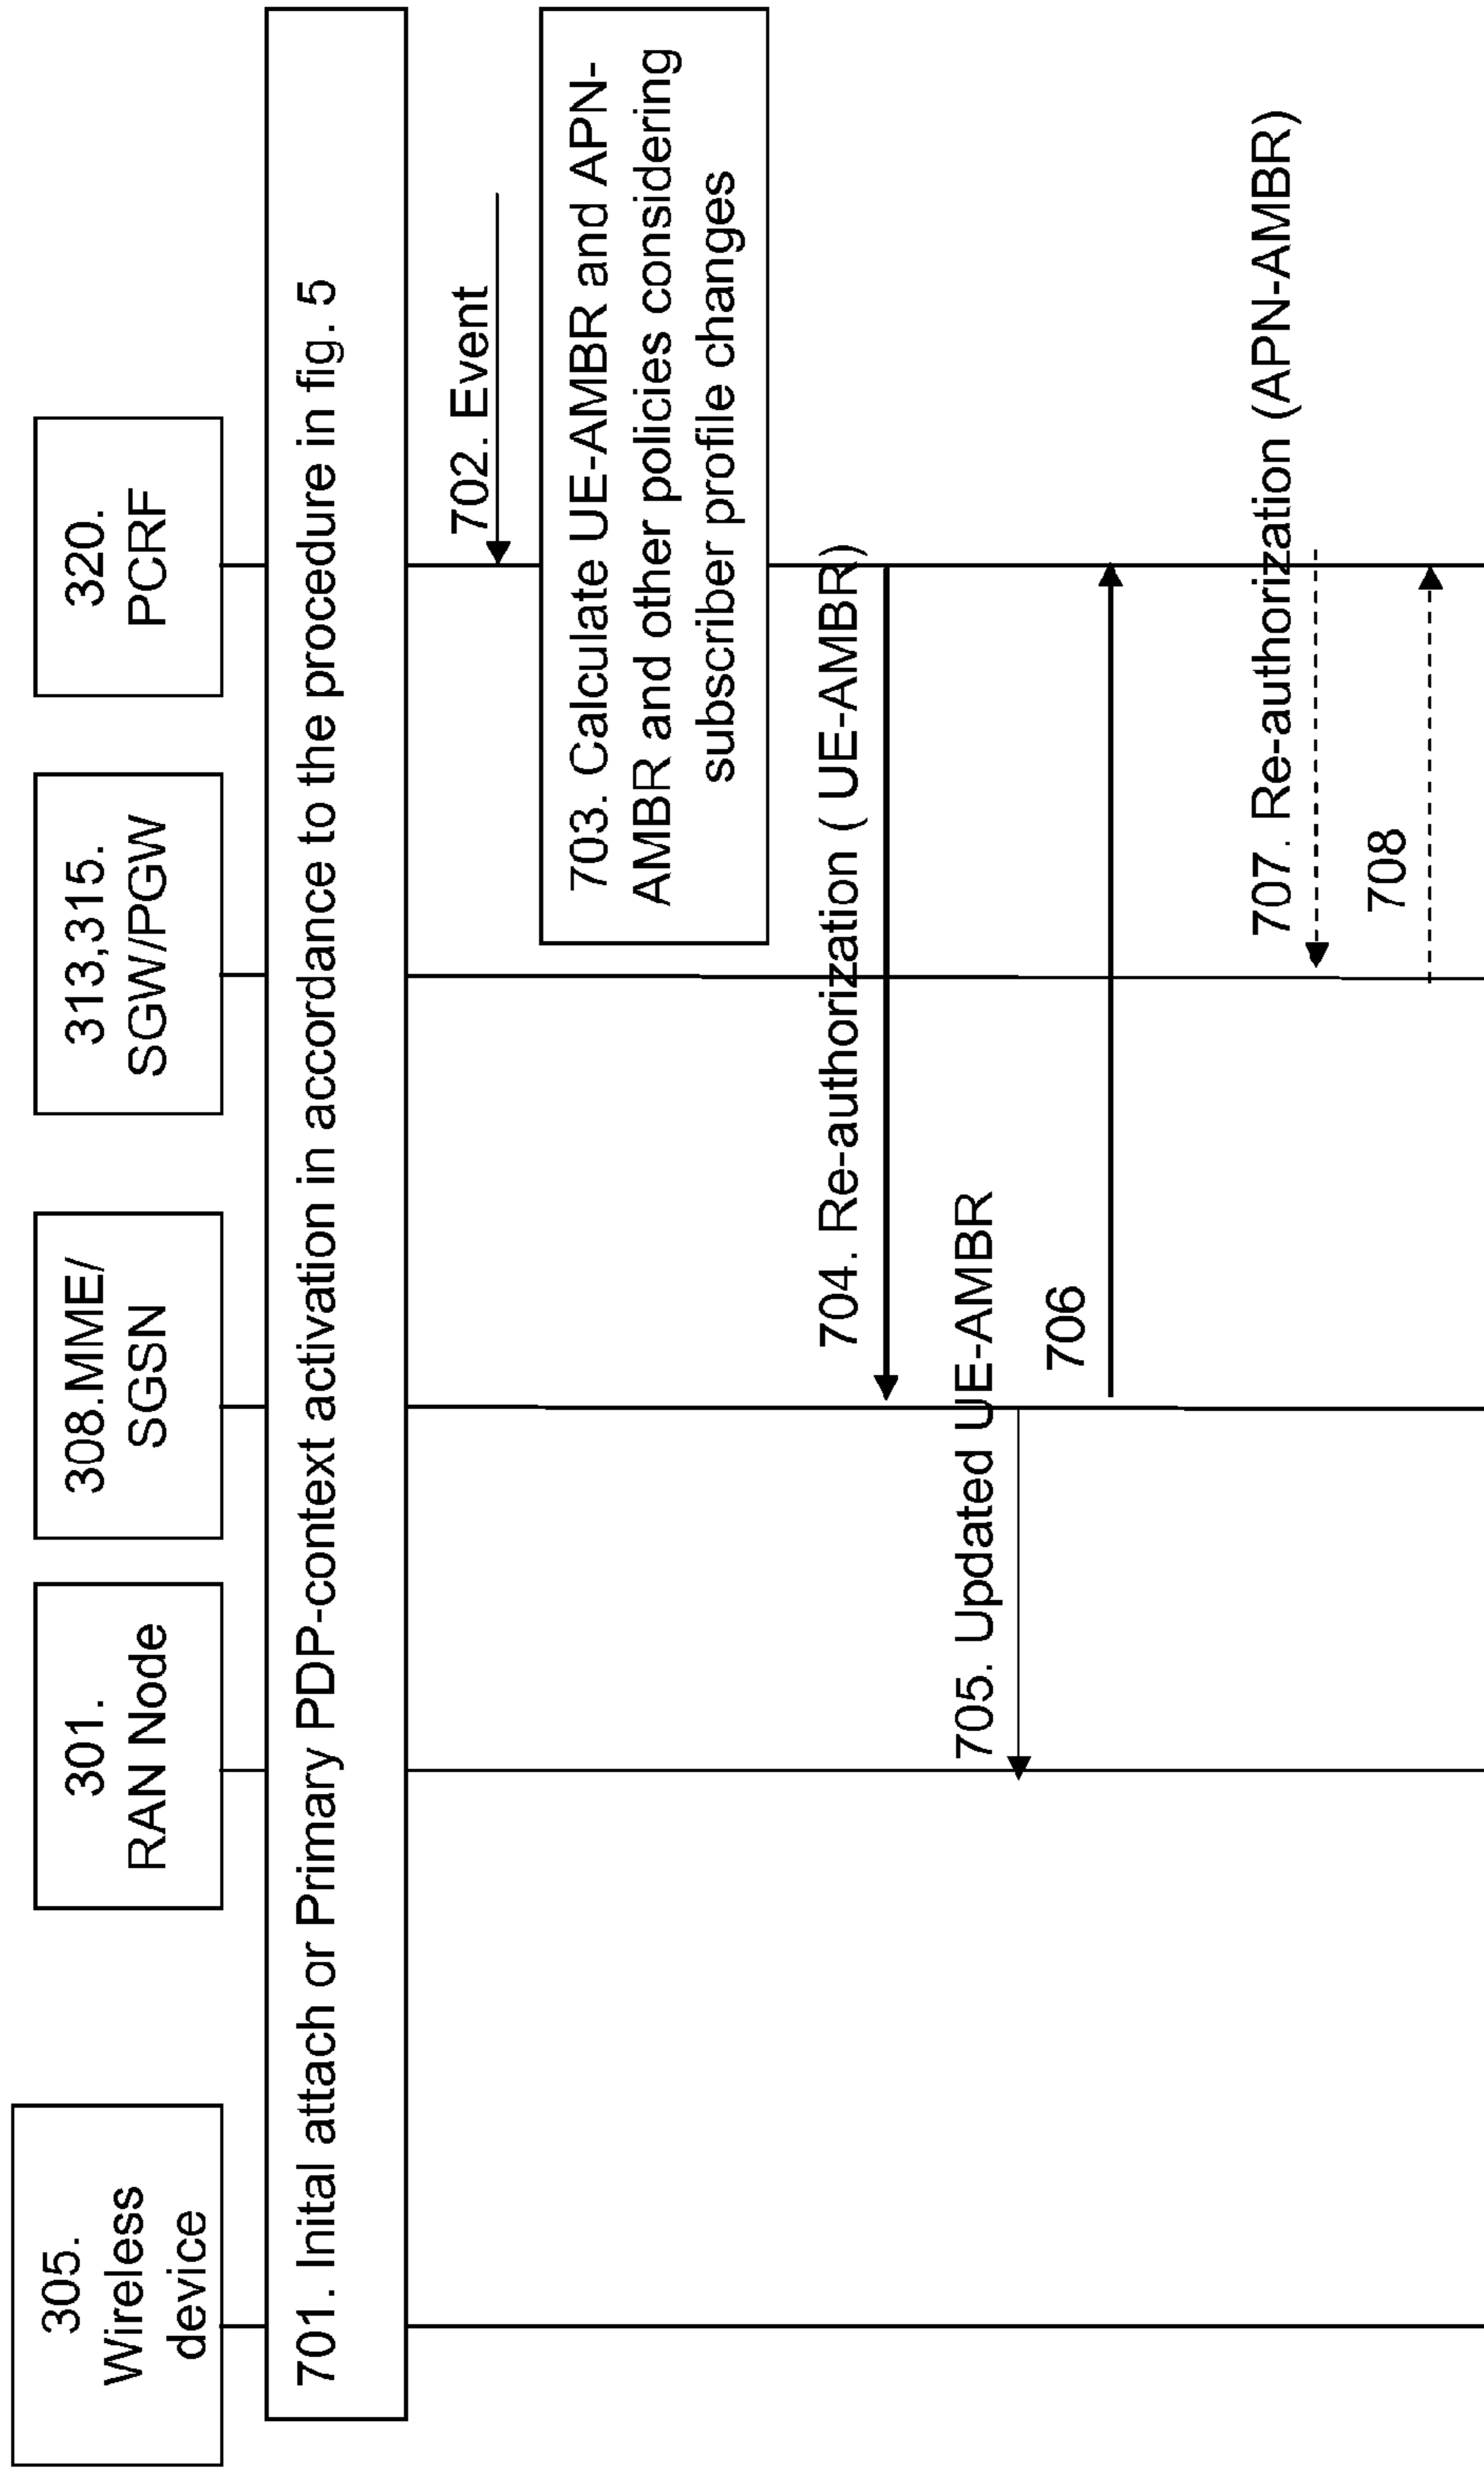 305.
Wireless
device
301.
RAN Node
308.MME/
SGSN
313,315.
SGW/PGW
320.
PCRF
701. Inital attach or Primary PDP-context activation in accordance to the procedure in fig. 5
702. Event
703. Calculate UE-AMBR and APN-
AMBR and other policies considering
subscriber profile changes
704. Re-authorization ( UE-AMBR)
705. Updated UE-AMBR
706
707. Re-authorization (APN-AMBR)
708